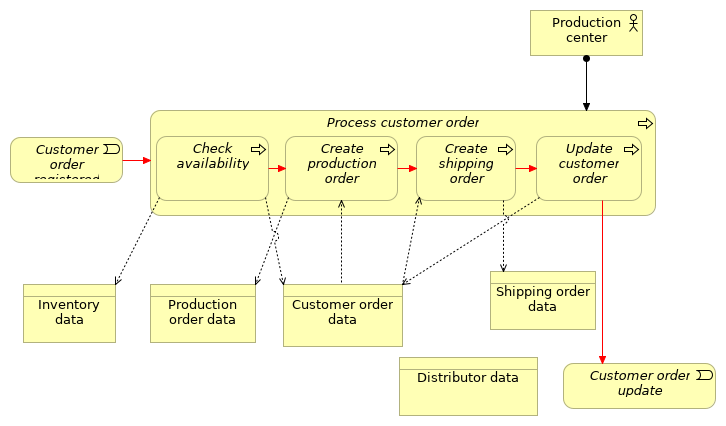 Production
center
Process customer order
Customer
order
registered
Check
availability
Create
production
order
Create
shipping
order
Update
customer
order
Inventory
data
Production
order data
Customer order
data
Shipping order
data
Distributor data
Customer order
update